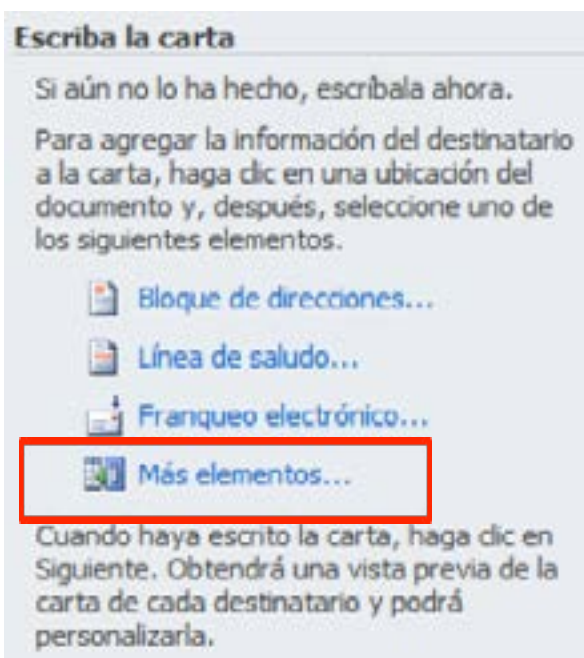 Escriba la carta
Si aún no lo ha hecho, escríbala ahora.
Para agregar la información del destinatario
a la carta, haga clic en una ubicación del
documento y, después, seleccione uno de
los siguientes elementos.
Bloque de direcciones...
Línea de saludo...
Franqueo electrónico...
Más elementos...
Cuando haya escrito la carta, haga clic en
Siguiente. Obtendrá una vista previa de la
carta de cada destinatario y podrá
personalizarla.